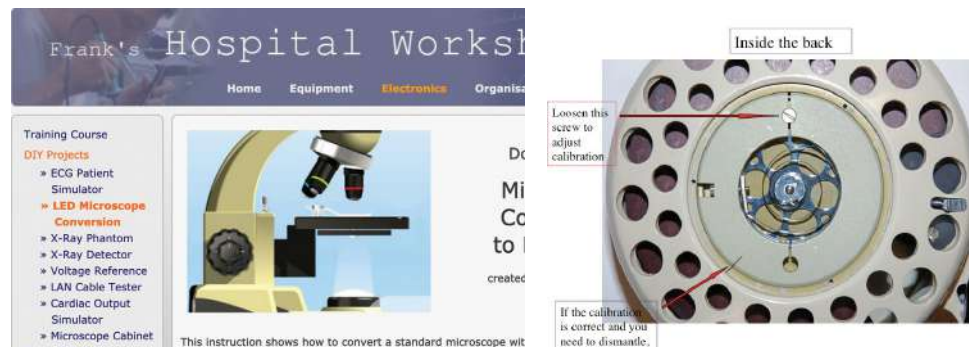 Frank's Hospital Works
Home Equipment Electronics Organisa
Training Course
DIY Projects
» ECG Patient
Simulator
» LED Microscope
Conversion
» X-Ray Phantom
» X-Ray Detector
» Voltage Reference
» LAN Cable Tester
» Cardiac Output
Simulator
» Microscope Cabinet
Do
Mi
Co
to
created
This instruction shows how to convert a standard microscope wit
Inside the back
Loosen this
screw to
adjust
calibration
If the calibration
is correct and you
need to dismantle,